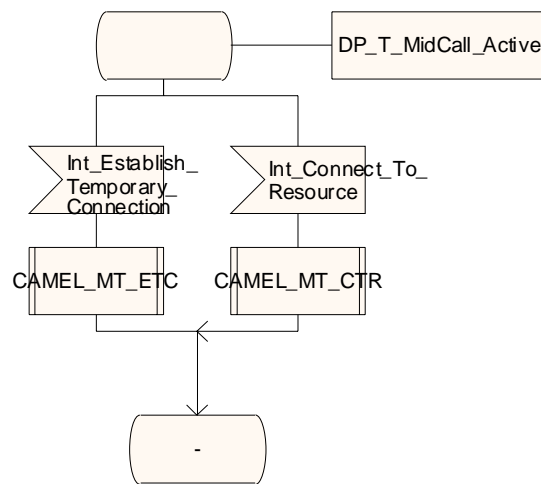 DP_T_MidCall_Active
Int_Establish_
Temporary_
Connection
Int_Connect_To_
Resource
CAMEL_MT_ETC
CAMEL_MT_CTR
-